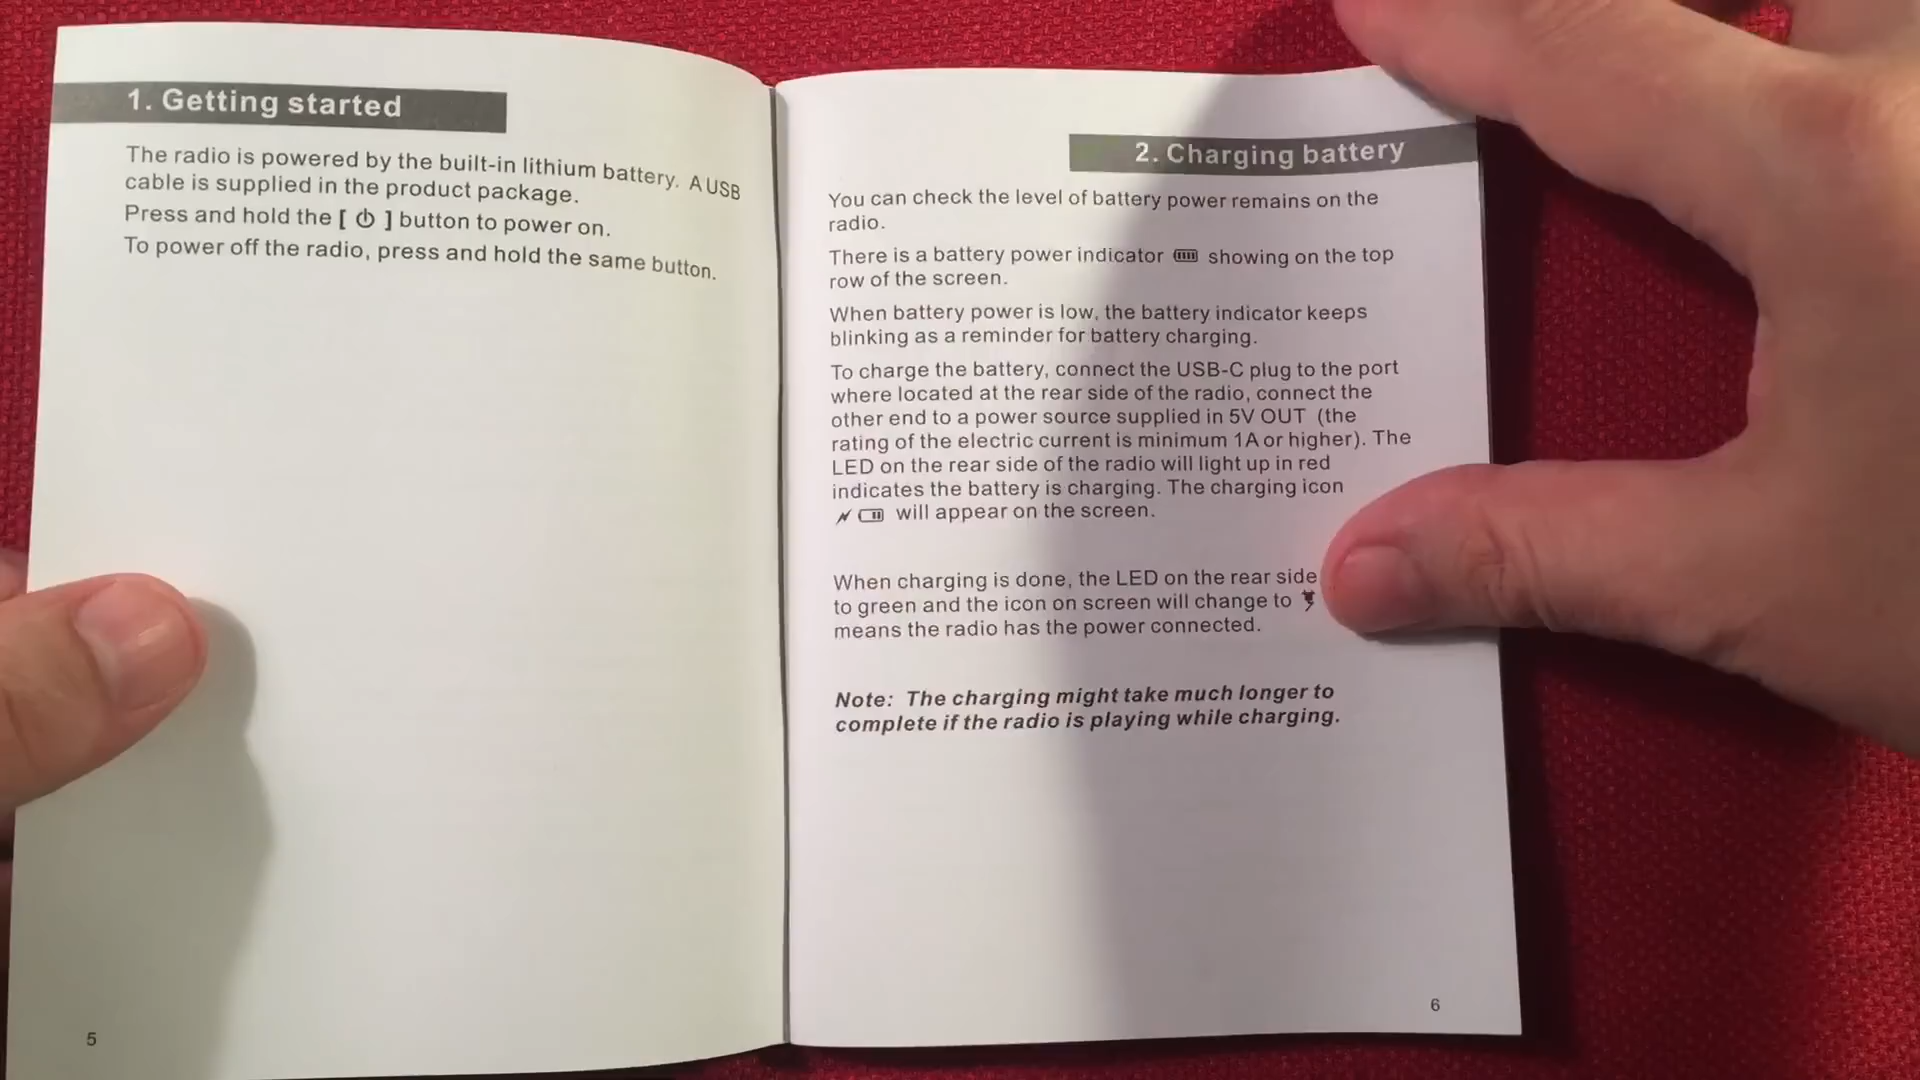 1. Getting started
The radio is powered by the built-in lithium battery. A USB
cable is supplied in the product package.
Press and hold the [ ⏻ ] button to power on.
To power off the radio, press and hold the same button.
5
2. Charging battery
You can check the level of battery power remains on the
radio.
There is a battery power indicator showing on the top
row of the screen.
When battery power is low, the battery indicator keeps
blinking as a reminder for battery charging.
To charge the battery, connect the USB-C plug to the port
where located at the rear side of the radio, connect the
other end to a power source supplied in 5V OUT (the
rating of the electric current is minimum 1A or higher). The
LED on the rear side of the radio will light up in red
indicates the battery is charging. The charging icon
will appear on the screen.
When charging is done, the LED on the rear side
to green and the icon on screen will change to
means the radio has the power connected.
Note: The charging might take much longer to
complete if the radio is playing while charging.
6